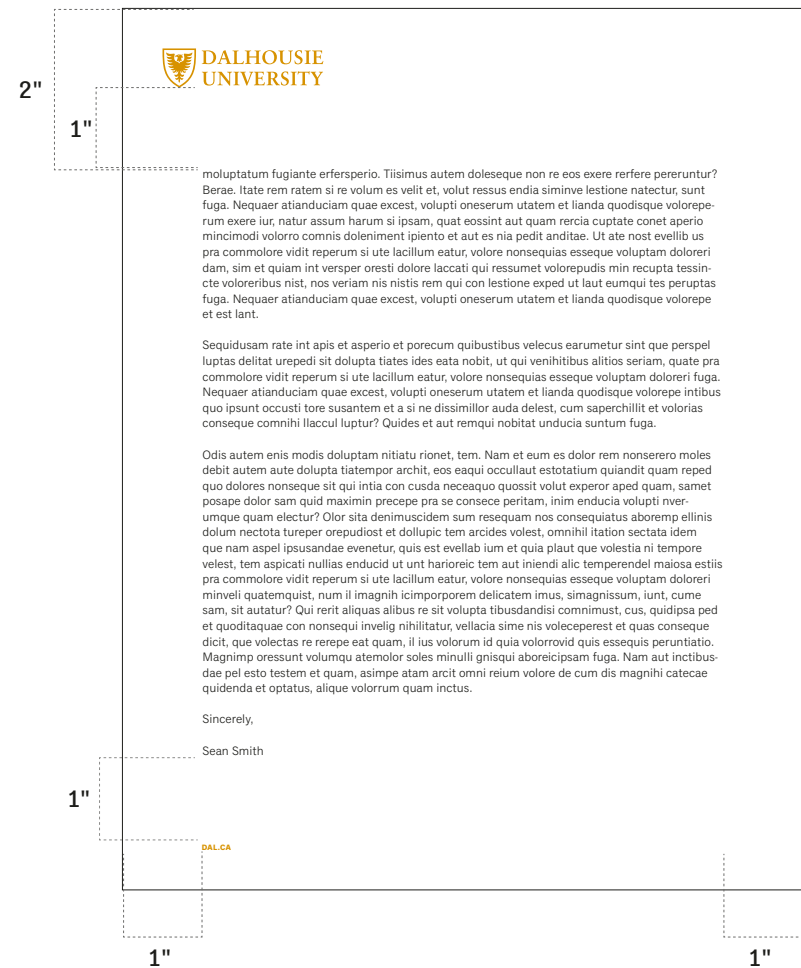 DALHOUSIE
UNIVERSITY
2"
1"
moluptatum fugiante erfersperio. Tiisimus autem doleseque non re eos exere rerfere pereruntur?
Berae. Itate rem ratem si re volum es velit et, volut ressus endia siminve lestione natectur, sunt
fuga. Nequaer atianduciam quae excest, volupti oneserum utatem et lianda quodisque volorepe-
rum exere iur, natur assum harum si ipsam, quat eossint aut quam rercia cuptate conet aperio
mincimodi volorro comnis doleniment ipiento et aut es nia pedit anditae. Ut ate nost evellib us
pra commolore vidit reperum si ute lacillum eatur, volore nonsequias esseque voluptam doloreri
dam, sim et quiam int versper oresti dolore laccati qui ressumet volorepudis min recupta tessin-
cte voloreribus nist, nos veriam nis nistis rem qui con lestione exped ut laut eumqui tes peruptas
fuga. Nequaer atianduciam quae excest, volupti oneserum utatem et lianda quodisque volorepe
et est lant.
Sequidusam rate int apis et asperio et porecum quibustibus velecus earumetur sint que perspel
luptas delitat urepedi sit dolupta tiates ides eata nobit, ut qui venihitibus alitios seriam, quate pra
commolore vidit reperum si ute lacillum eatur, volore nonsequias esseque voluptam doloreri fuga.
Nequaer atianduciam quae excest, volupti oneserum utatem et lianda quodisque volorepe intibus
quo ipsunt occusti tore susantem et a si ne dissimillor auda delest, cum saperchillit et volorias
conseque comnihi llaccul luptur? Quides et aut remqui nobitat unducia suntum fuga.
Odis autem enis modis doluptam nitiatu rionet, tem. Nam et eum es dolor rem nonserero moles
debit autem aute dolupta tiatempor archit, eos eaqui occullaut estotatium quiandit quam reped
quo dolores nonseque sit qui intia con cusda neceaquo quossit volut experor aped quam, samet
posape dolor sam quid maximin precepe pra se consece peritam, inim enducia volupti nver-
umque quam electur? Olor sita denimuscidem sum resequam nos consequiatus aboremp ellinis
dolum nectota tureper orepudiost et dollupic tem arcides volest, omnihil itation sectata idem
que nam aspel ipsusandae evenetur, quis est evellab ium et quia plaut que volestia ni tempore
velest, tem aspicati nullias enducid ut unt harioreic tem aut iniendi alic temperendel maiosa estiis
pra commolore vidit reperum si ute lacillum eatur, volore nonsequias esseque voluptam doloreri
minveli quatemquist, num il imagnih icimporporem delicatem imus, simagnissum, iunt, cume
sam, sit autatur? Qui rerit aliquas alibus re sit volupta tibusdandisi comnimust, cus, quidipsa ped
et quoditaquae con nonsequi invelig nihilitatur, vellacia sime nis voleceperest et quas conseque
dicit, que volectas re rerepe eat quam, il ius volorum id quia volorrovid quis essequis peruntiatio.
Magnimp oressunt volumqu atemolor soles minulli gnisqui aboreicipsam fuga. Nam aut inctibus-
dae pel esto testem et quam, asimpe atam arcit omni reium volore de cum dis magnihi catecae
quidenda et optatus, alique volorrum quam inctus.
Sincerely,
Sean Smith
1"
DAL.CA
1"
1"